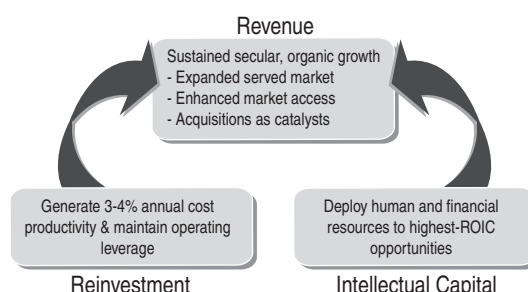 Revenue
Sustained secular, organic growth
- Expanded served market
- Enhanced market access
- Acquisitions as catalysts
Generate 3-4% annual cost
productivity & maintain operating
leverage
Reinvestment
Deploy human and financial
resources to highest-ROIC
opportunities
Intellectual Capital